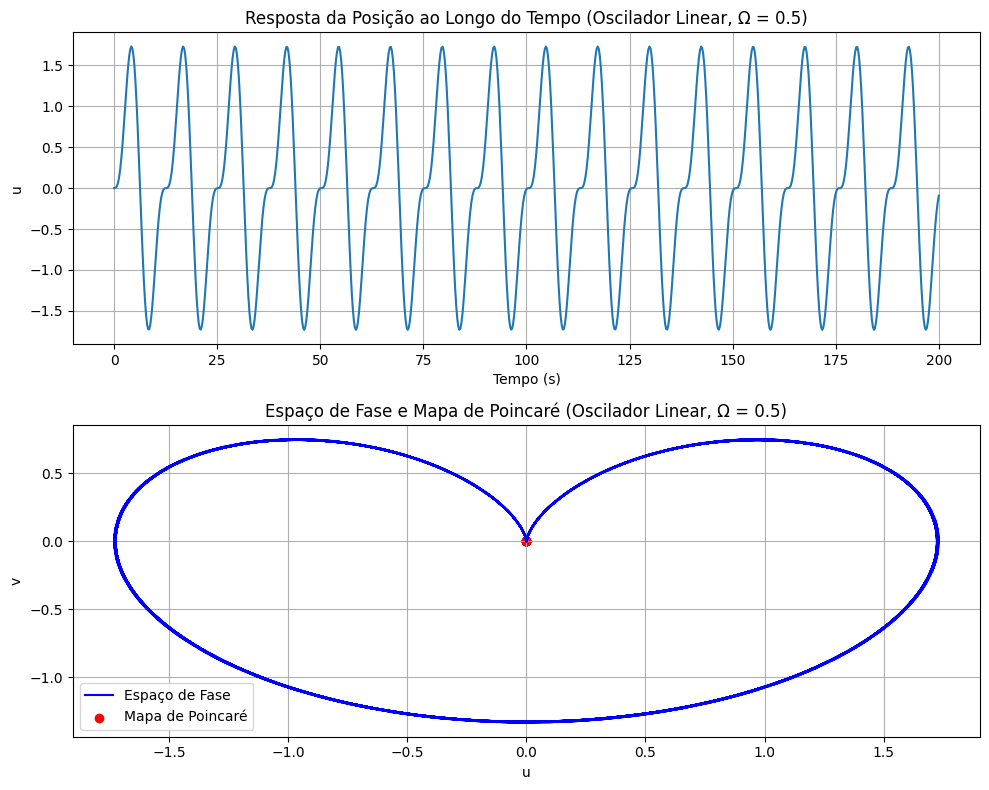 Resposta da Posição ao Longo do Tempo (Oscilador Linear, Ω = 0.5)
1.5
1.0
0.5
0.0
−0.5
−1.0
−1.5
u
0 25 50 75 100 125 150 175 200
Tempo (s)
Espaço de Fase e Mapa de Poincaré (Oscilador Linear, Ω = 0.5)
0.5
0.0
−0.5
−1.0
v
Espaço de Fase
Mapa de Poincaré
−1.5 −1.0 −0.5 0.0 0.5 1.0 1.5
u